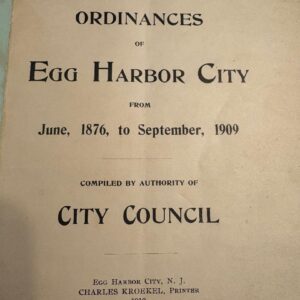 ORDINANCES
OF
EGG HARBOR CITY
FROM
June, 1876, to September, 1909
COMPILED BY AUTHORITY OF
CITY COUNCIL
EGG HARBOR CITY, N. J.
CHARLES KROEKEL, PRINTER